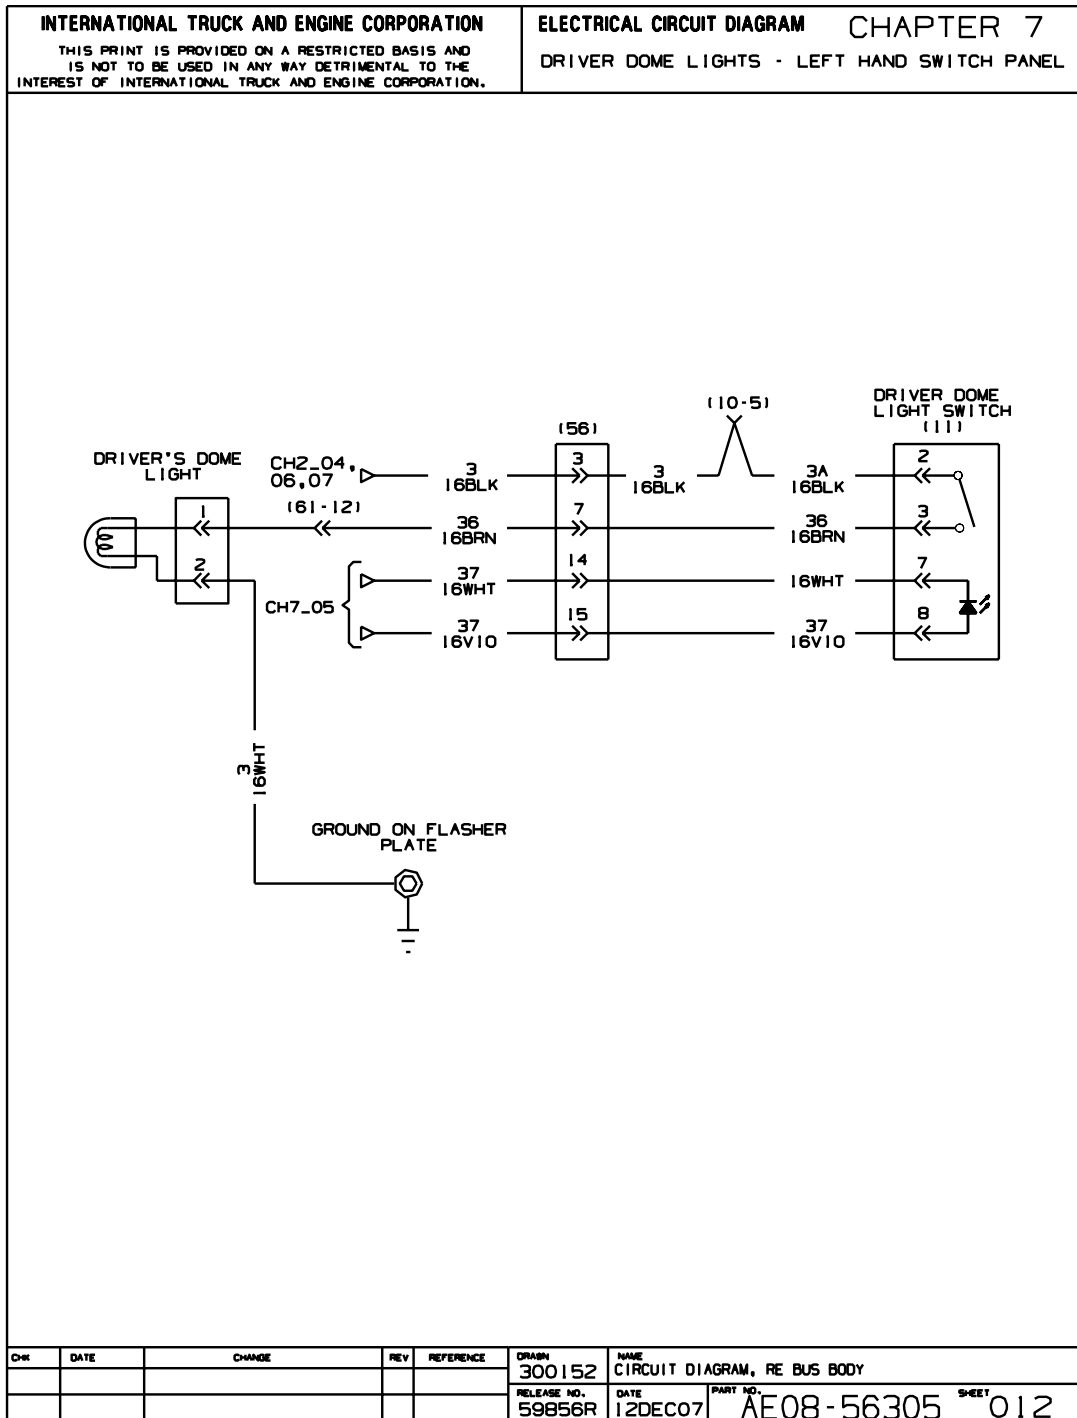 INTERNATIONAL TRUCK AND ENGINE CORPORATION
THIS PRINT IS PROVIDED ON A RESTRICTED BASIS AND
IS NOT TO BE USED IN ANY WAY DETRIMENTAL TO THE
INTEREST OF INTERNATIONAL TRUCK AND ENGINE CORPORATION.
ELECTRICAL CIRCUIT DIAGRAM CHAPTER 7
DRIVER DOME LIGHTS - LEFT HAND SWITCH PANEL
DRIVER'S DOME
LIGHT
1
2
CH2_04,
06,07
(61-12)
CH7_05
3
16BLK
36
16BRN
37
16WHT
37
16VIO
(56)
3
7
14
15
3
16BLK
(10-5)
3A
16BLK
36
16BRN
16WHT
37
16VIO
DRIVER DOME
LIGHT SWITCH
(11)
2
3
7
8
3
16WHT
GROUND ON FLASHER
PLATE
CHK DATE CHANGE REV REFERENCE
DRAWN
300152
NAME
CIRCUIT DIAGRAM, RE BUS BODY
RELEASE NO.
59856R
DATE
12DEC07
PART NO.
AE08-56305
SHEET
012